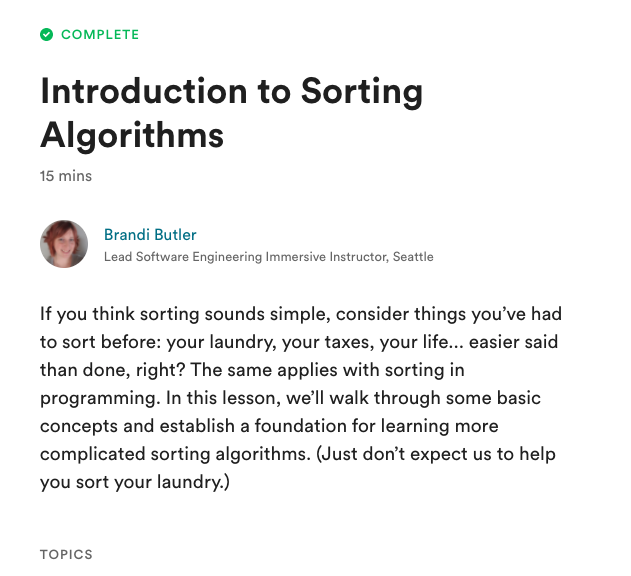 COMPLETE
Introduction to Sorting
Algorithms
15 mins
Brandi Butler
Lead Software Engineering Immersive Instructor, Seattle
If you think sorting sounds simple, consider things you’ve had
to sort before: your laundry, your taxes, your life... easier said
than done, right? The same applies with sorting in
programming. In this lesson, we’ll walk through some basic
concepts and establish a foundation for learning more
complicated sorting algorithms. (Just don’t expect us to help
you sort your laundry.)
TOPICS